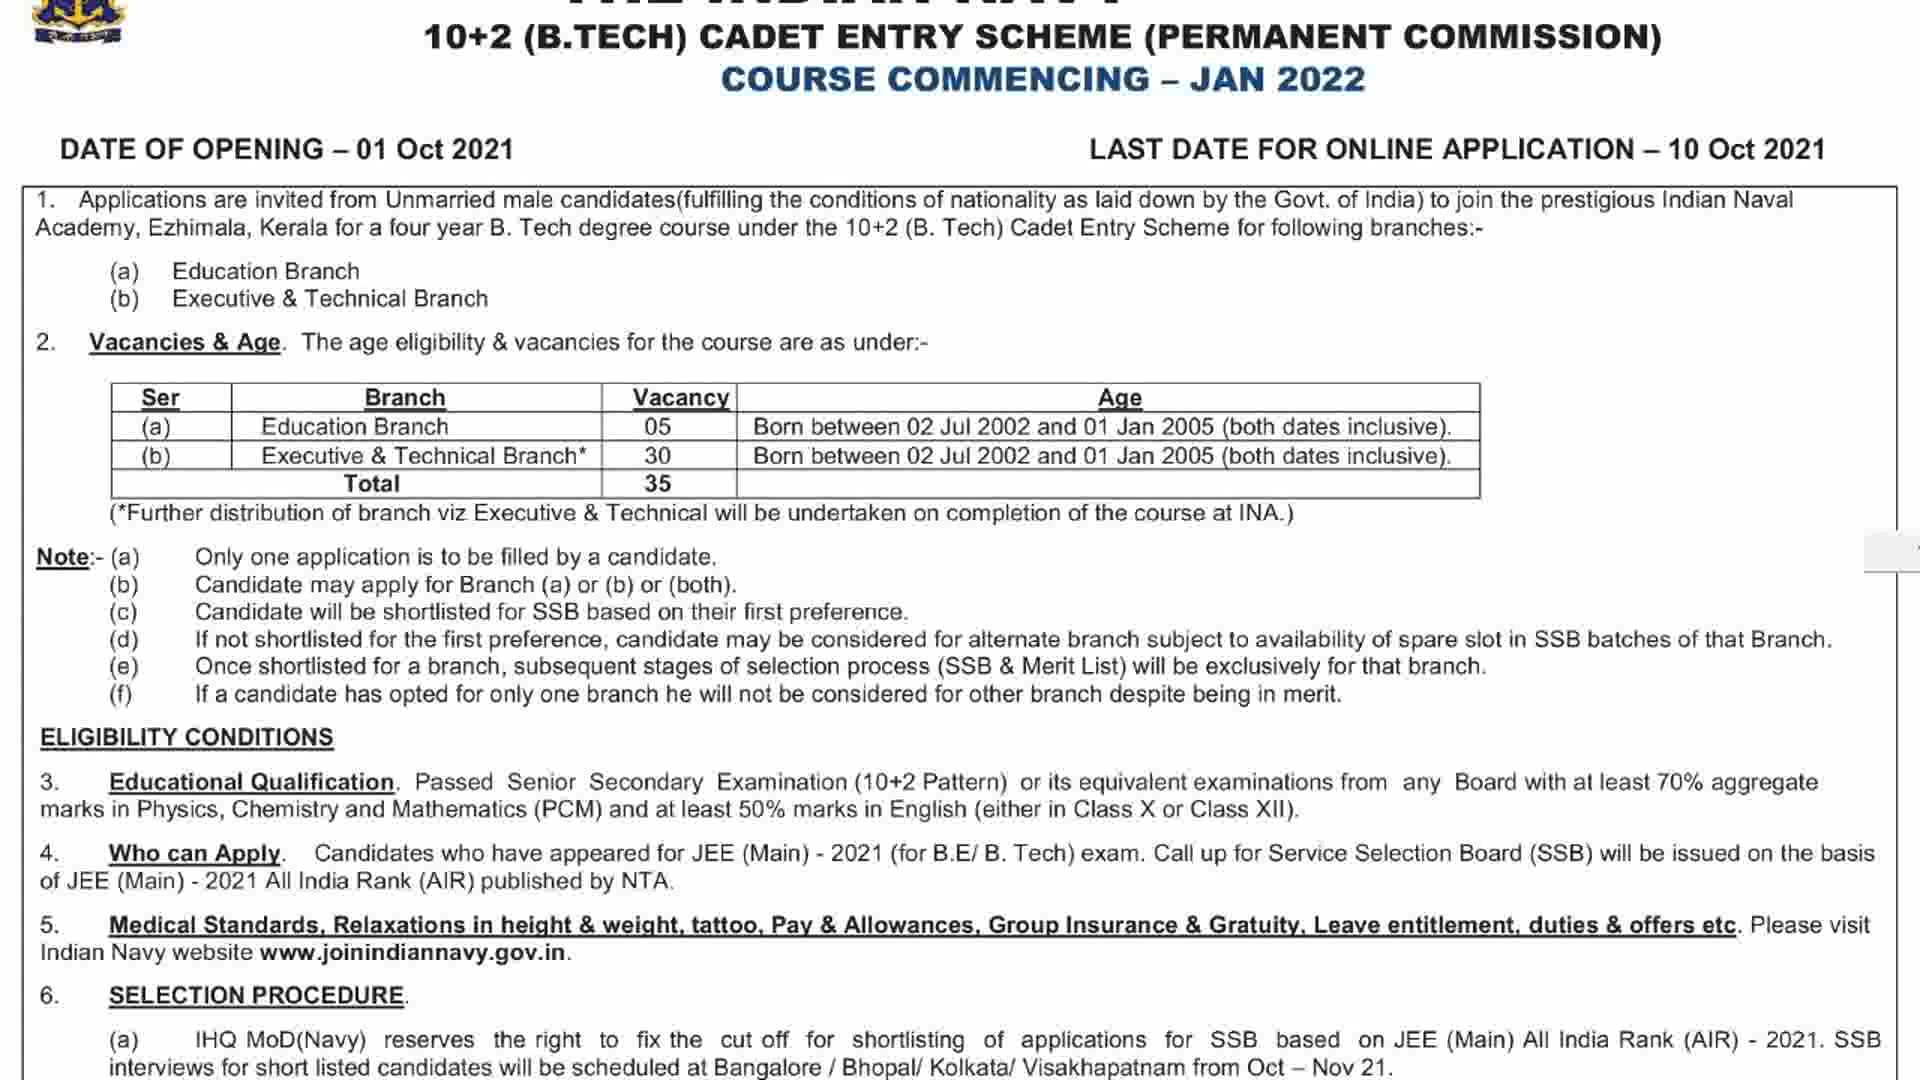 10+2 (B.TECH) CADET ENTRY SCHEME (PERMANENT COMMISSION)
COURSE COMMENCING – JAN 2022
DATE OF OPENING – 01 Oct 2021 LAST DATE FOR ONLINE APPLICATION – 10 Oct 2021
1. Applications are invited from Unmarried male candidates(fulfilling the conditions of nationality as laid down by the Govt. of India) to join the prestigious Indian Naval
Academy, Ezhimala, Kerala for a four year B. Tech degree course under the 10+2 (B. Tech) Cadet Entry Scheme for following branches:-
(a) Education Branch
(b) Executive & Technical Branch
2. Vacancies & Age. The age eligibility & vacancies for the course are as under:-
Ser Branch Vacancy Age
(a) Education Branch 05 Born between 02 Jul 2002 and 01 Jan 2005 (both dates inclusive).
(b) Executive & Technical Branch* 30 Born between 02 Jul 2002 and 01 Jan 2005 (both dates inclusive).
Total 35
(*Further distribution of branch viz Executive & Technical will be undertaken on completion of the course at INA.)
Note:- (a) Only one application is to be filled by a candidate.
(b) Candidate may apply for Branch (a) or (b) or (both).
(c) Candidate will be shortlisted for SSB based on their first preference.
(d) If not shortlisted for the first preference, candidate may be considered for alternate branch subject to availability of spare slot in SSB batches of that Branch.
(e) Once shortlisted for a branch, subsequent stages of selection process (SSB & Merit List) will be exclusively for that branch.
(f) If a candidate has opted for only one branch he will not be considered for other branch despite being in merit.
ELIGIBILITY CONDITIONS
3. Educational Qualification. Passed Senior Secondary Examination (10+2 Pattern) or its equivalent examinations from any Board with at least 70% aggregate
marks in Physics, Chemistry and Mathematics (PCM) and at least 50% marks in English (either in Class X or Class XII).
4. Who can Apply. Candidates who have appeared for JEE (Main) - 2021 (for B.E/ B. Tech) exam. Call up for Service Selection Board (SSB) will be issued on the basis
of JEE (Main) - 2021 All India Rank (AIR) published by NTA.
5. Medical Standards, Relaxations in height & weight, tattoo, Pay & Allowances, Group Insurance & Gratuity, Leave entitlement, duties & offers etc. Please visit
Indian Navy website www.joinindiannavy.gov.in.
6. SELECTION PROCEDURE.
(a) IHQ MoD(Navy) reserves the right to fix the cut off for shortlisting of applications for SSB based on JEE (Main) All India Rank (AIR) - 2021. SSB
interviews for short listed candidates will be scheduled at Bangalore / Bhopal/ Kolkata/ Visakhapatnam from Oct – Nov 21.